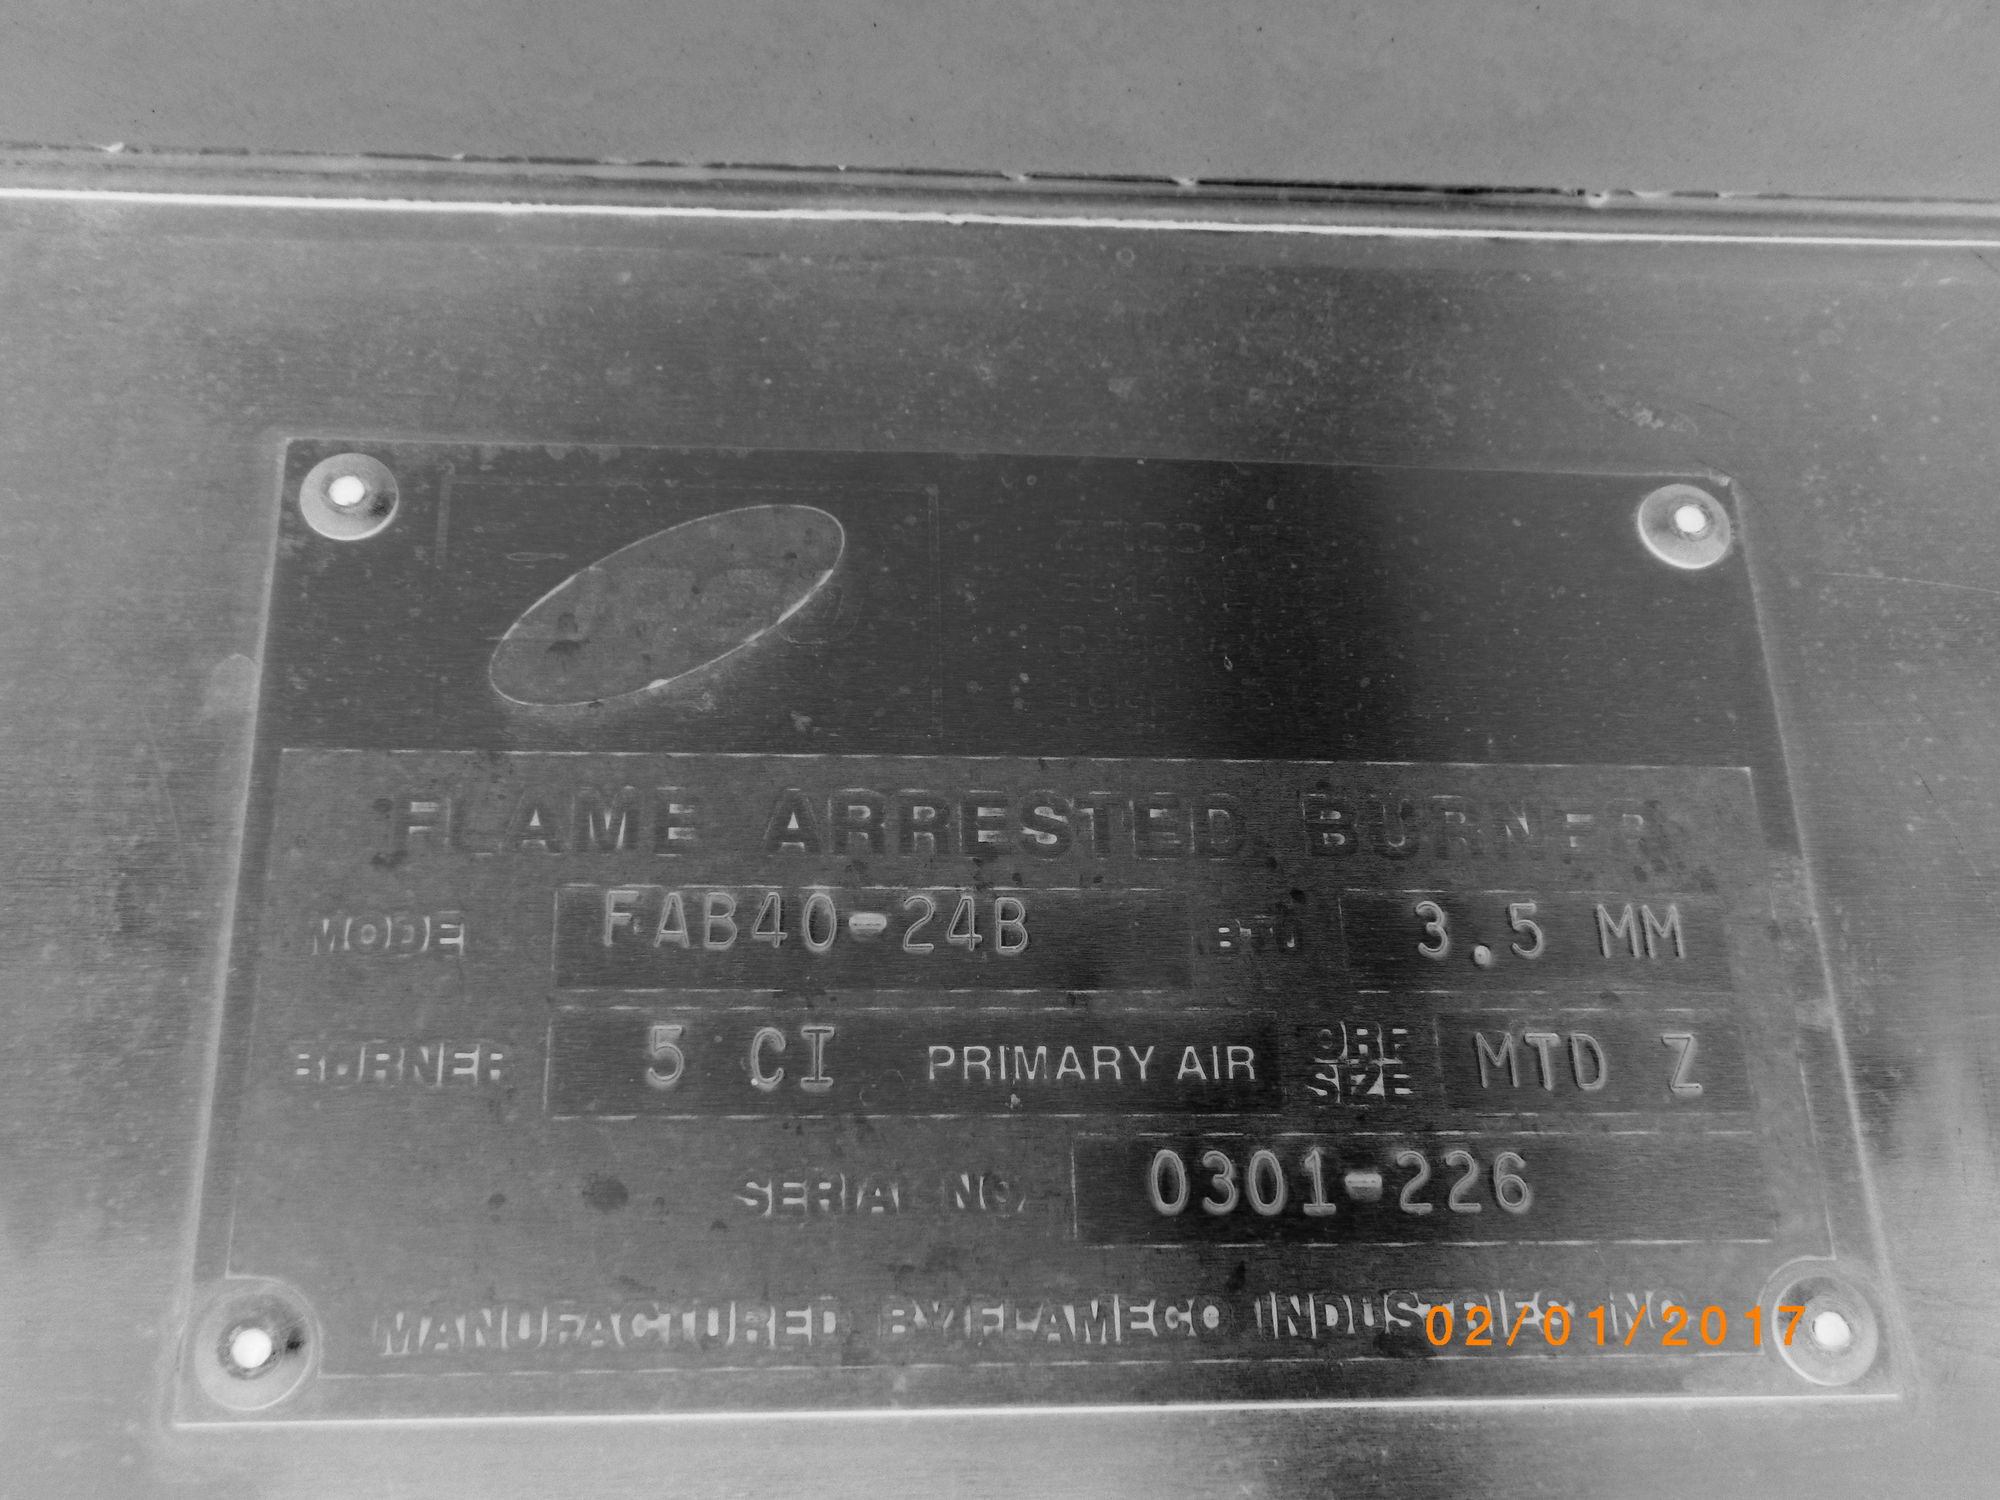 FLAME ARRESTED BURNER
MODEL FAB40-24B BTU 3.5 MM
BURNER 5 CI PRIMARY AIR ORF SIZE MTD Z
SERIAL NO. 0301-226
MANUFACTURED BY FLAMECO INDUSTRIES INC.
02/01/2017